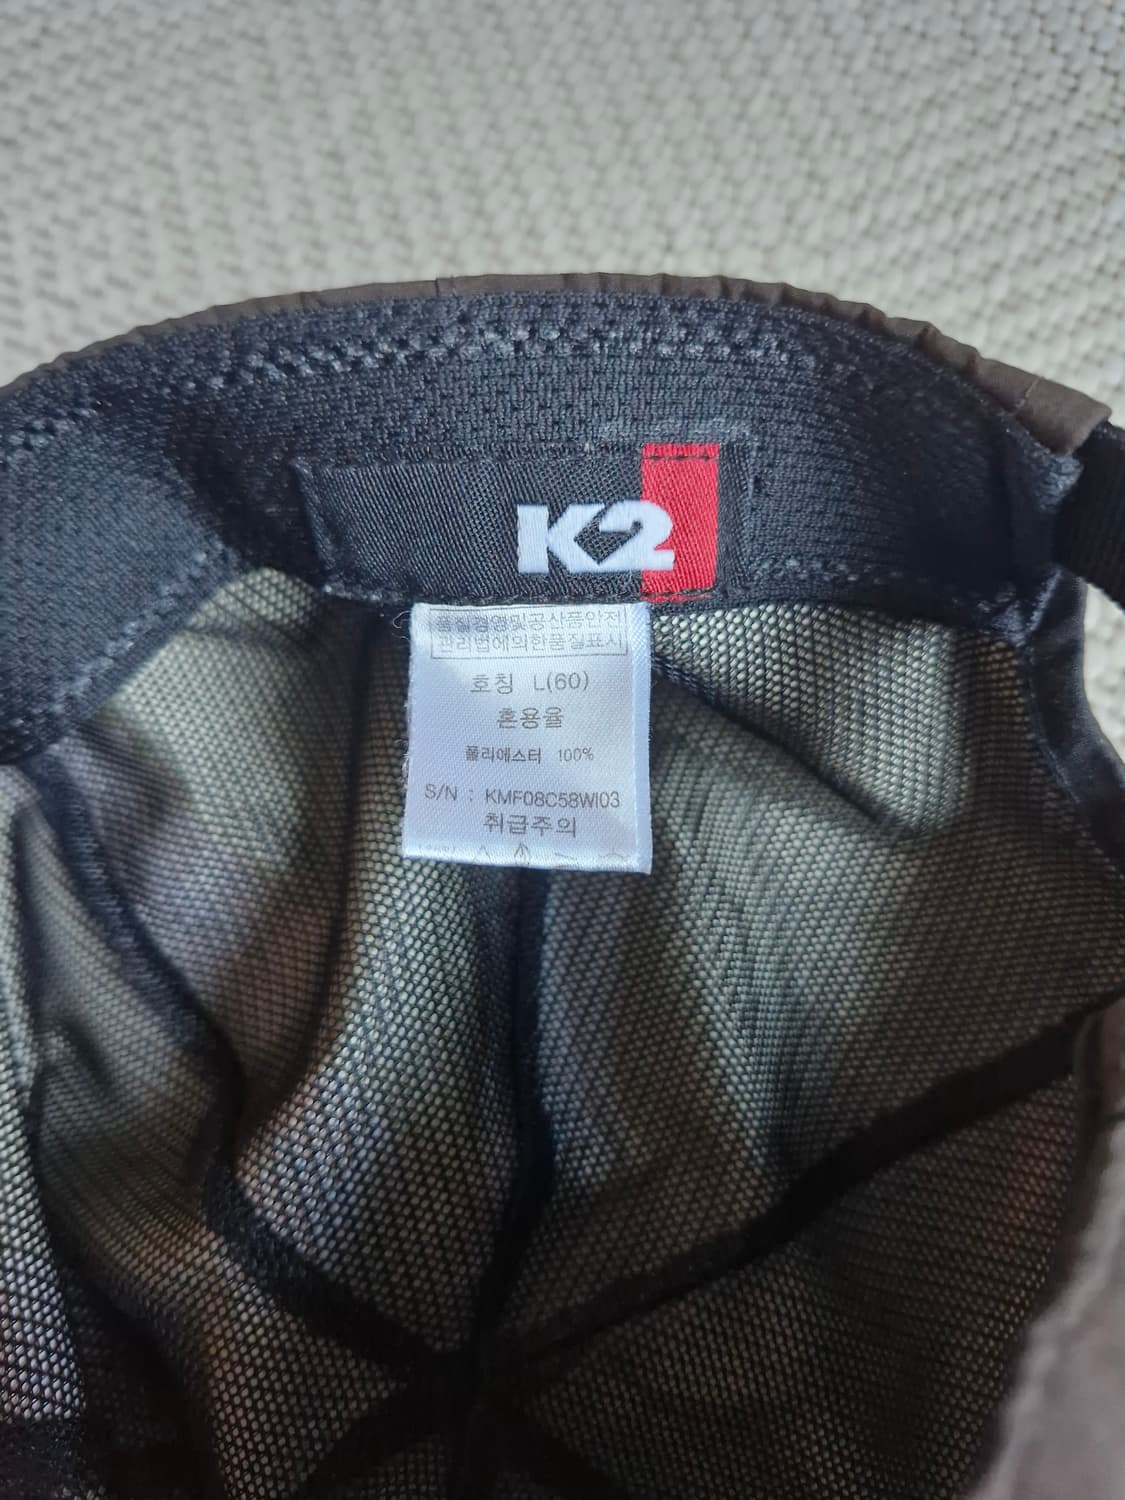 K2
품질경영및공산품안전
관리법에의한품질표시
호칭 L(60)
혼용율
폴리에스터 100%
S/N : KMF08C58WI03
취급주의